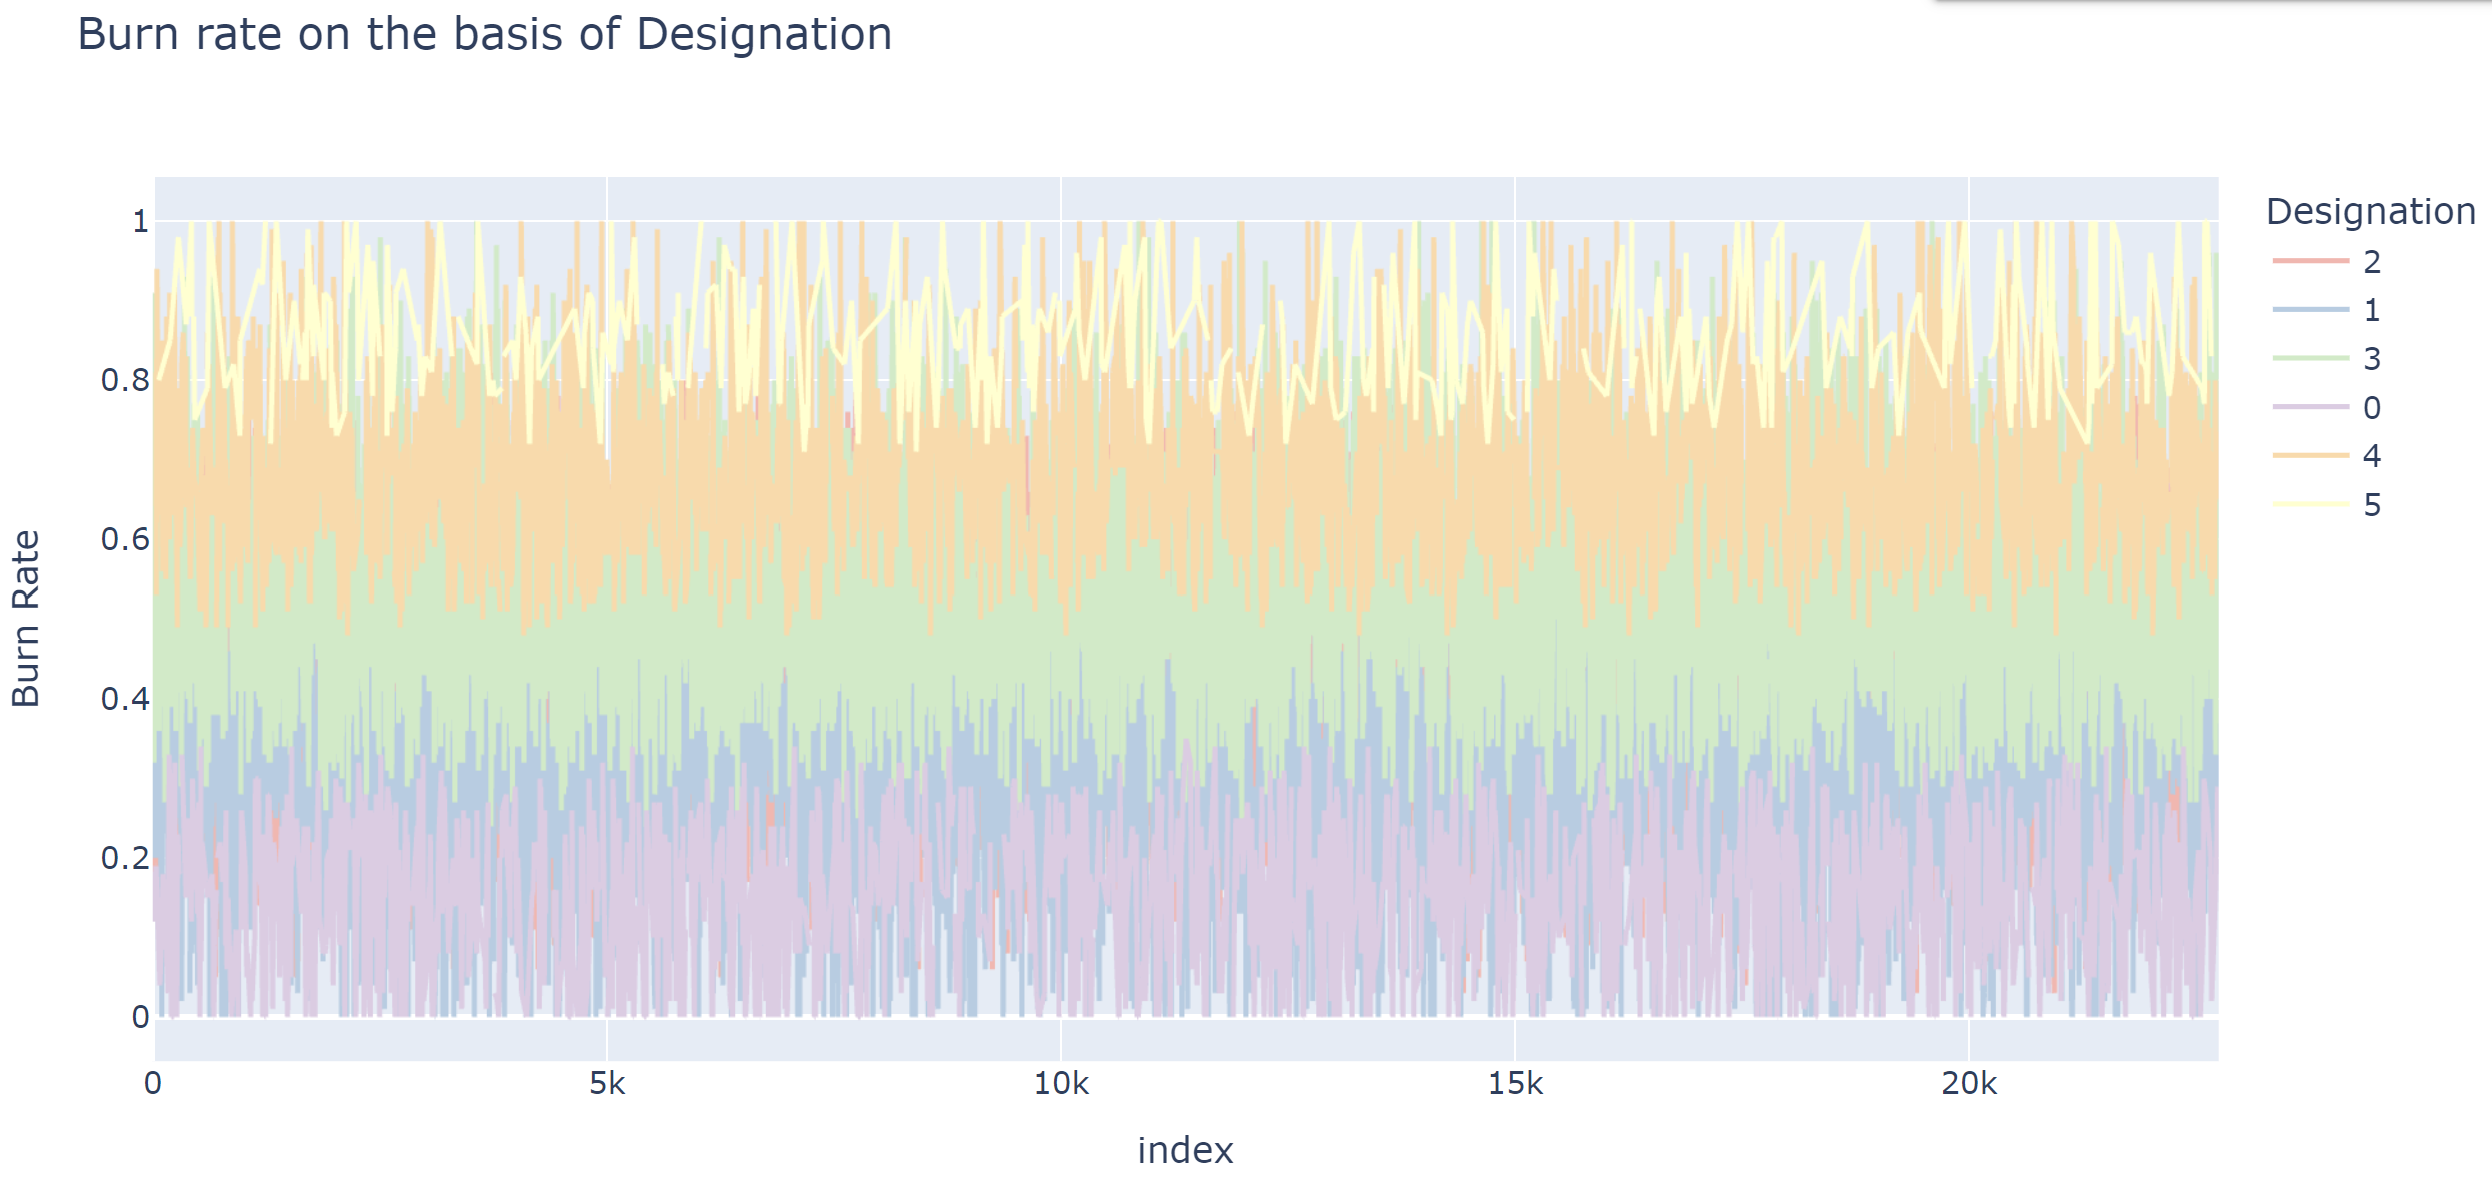 Burn rate on the basis of Designation
Burn Rate
1
0.8
0.6
0.4
0.2
0
0 5k 10k 15k 20k
index
Designation
2
1
3
0
4
5